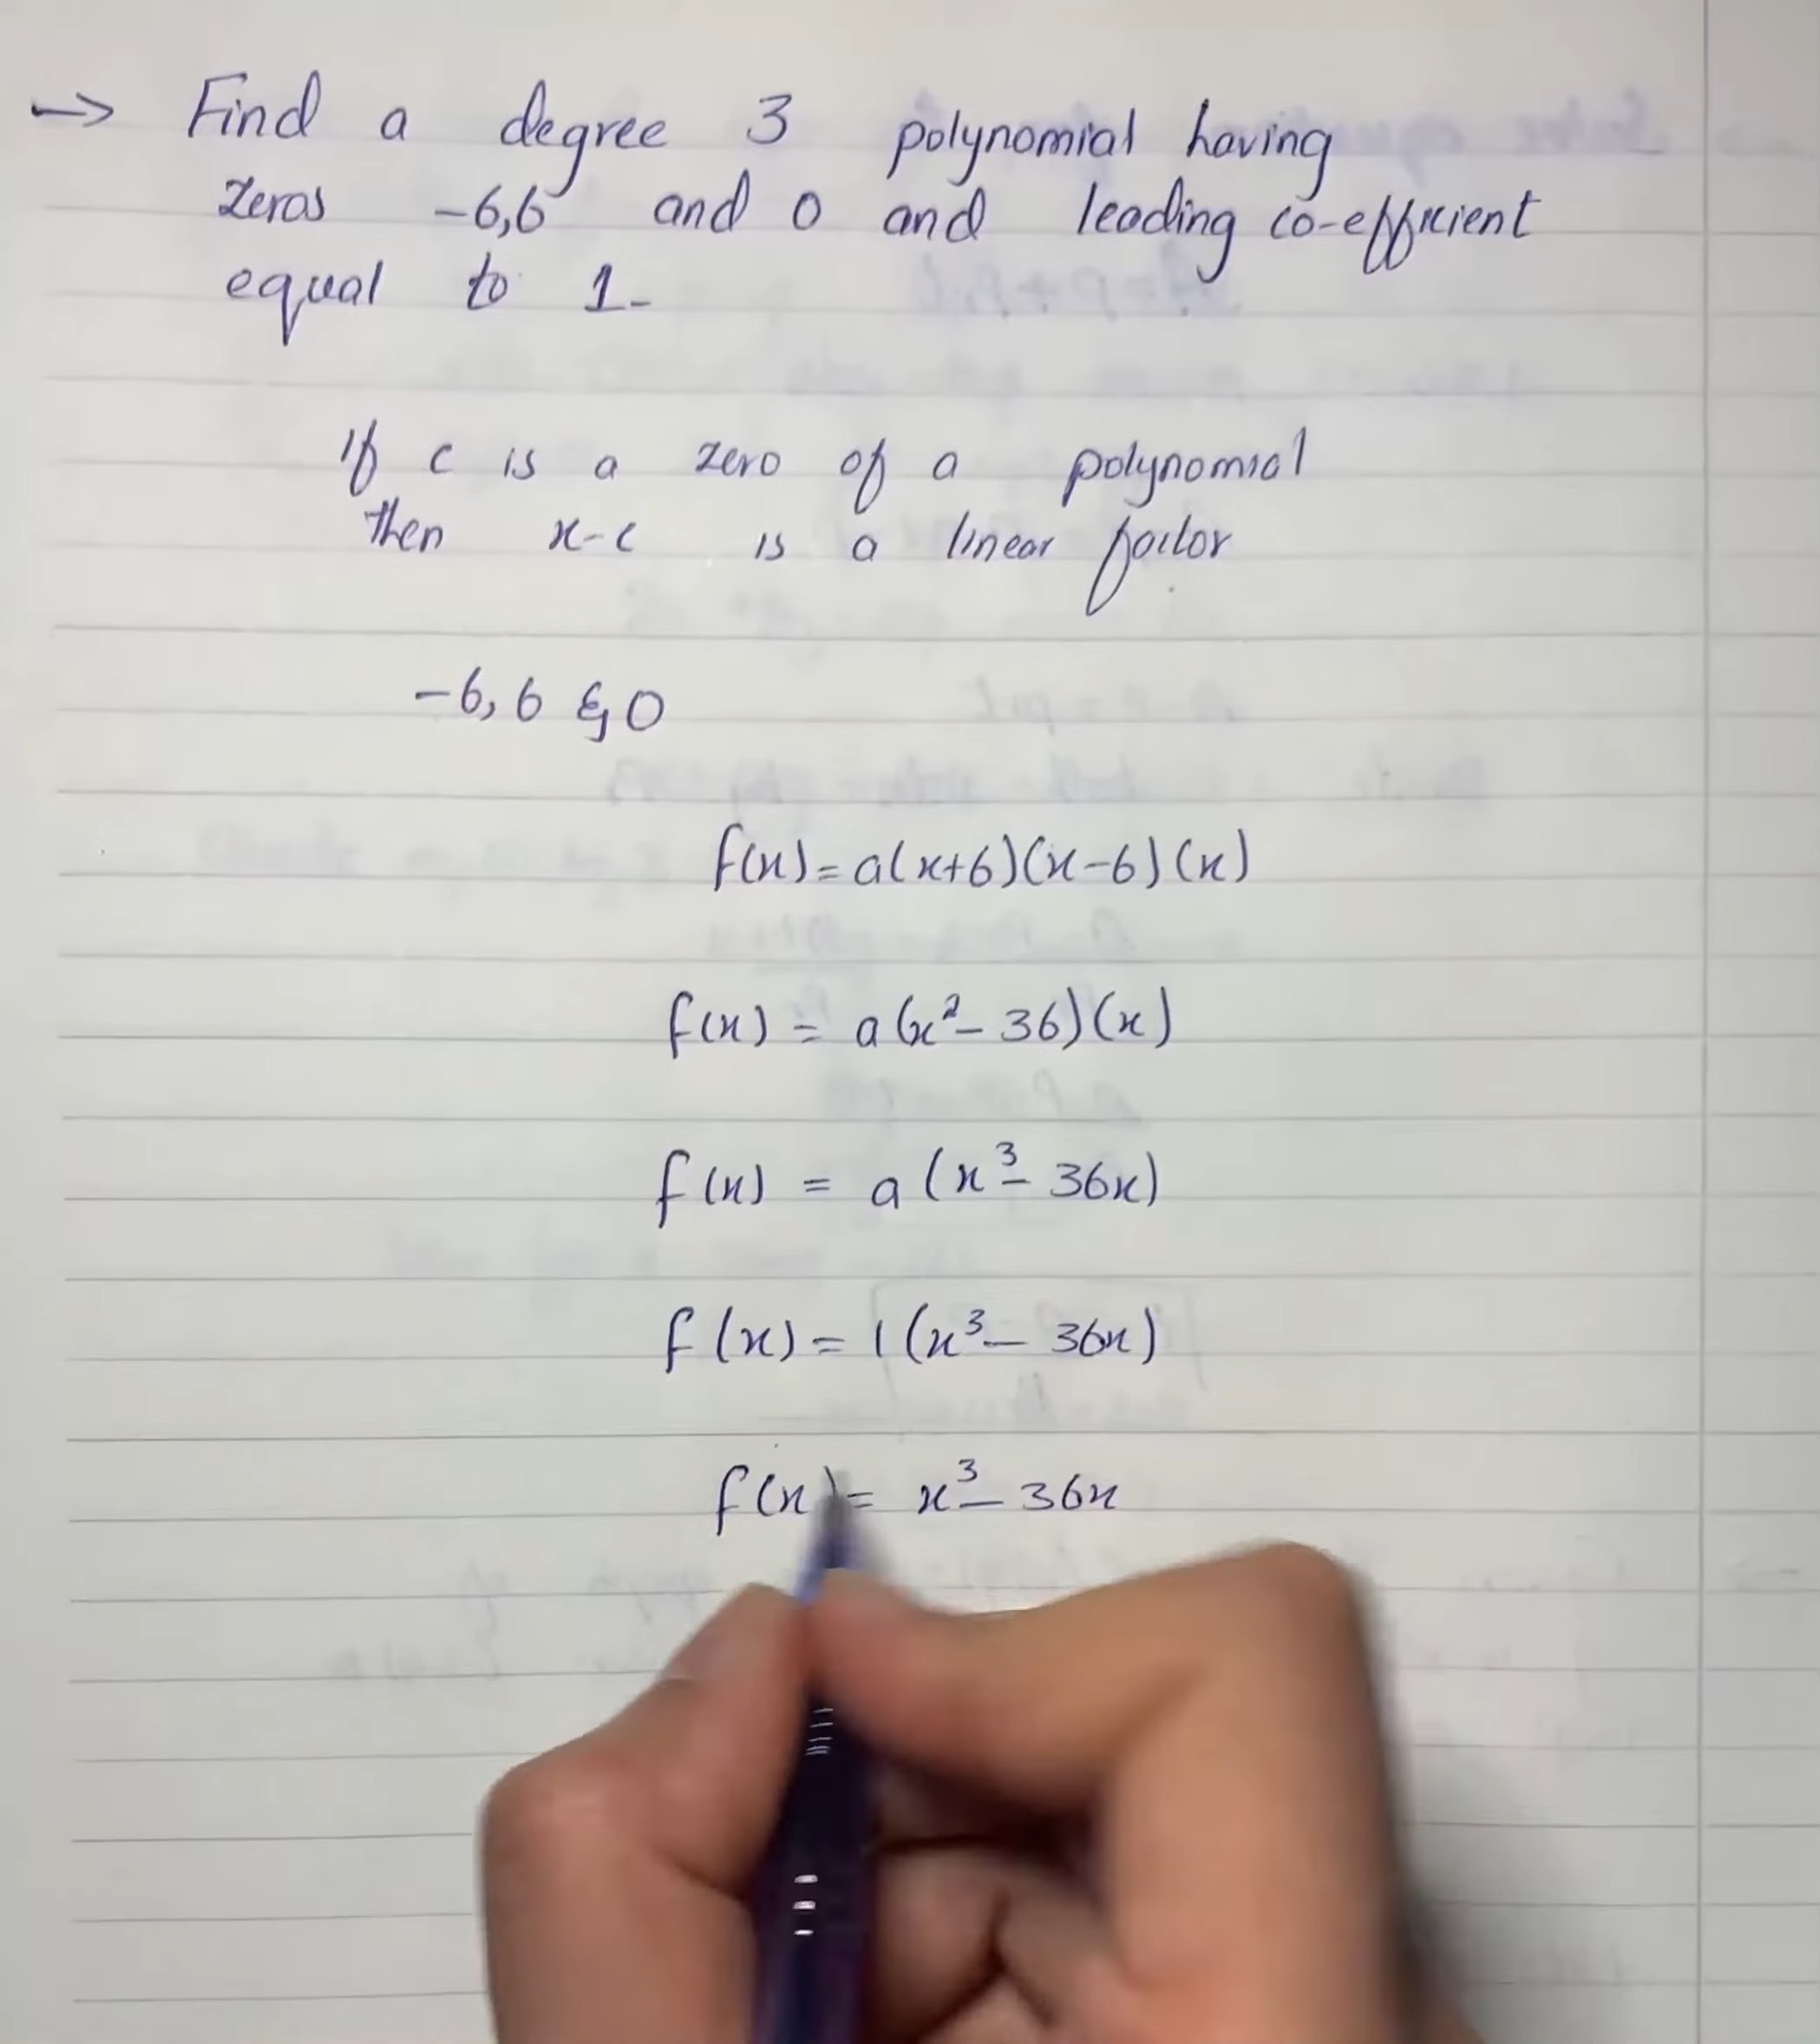 → Find a degree 3 polynomial having
zeros -6,6 and 0 and leading co-efficient
equal to 1-
If c is a zero of a polynomial
then x-c is a linear factor
-6, 6 & 0
f(x) = a(x+6)(x-6)(x)
f(x) = a(x²- 36)(x)
f(x) = a(x³- 36x)
f(x) = 1(x³- 36x)
f(x) = x³- 36x